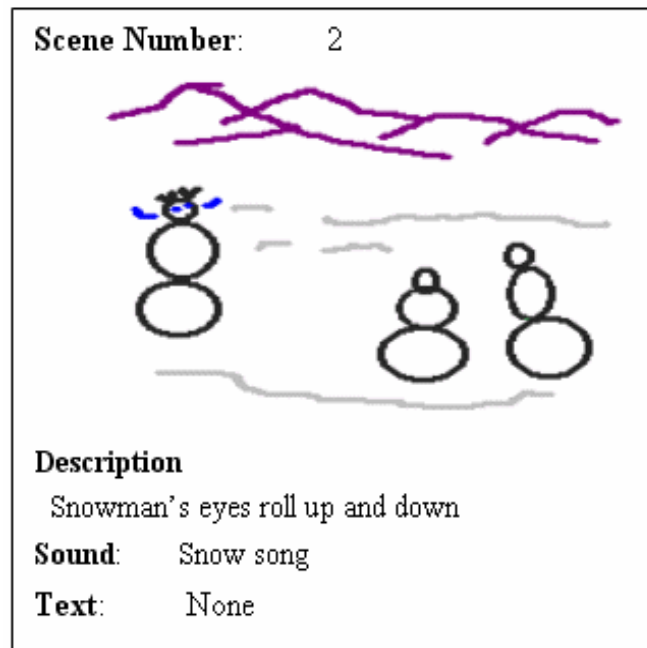 Scene Number: 2
Description
Snowman's eyes roll up and down
Sound: Snow song
Text: None